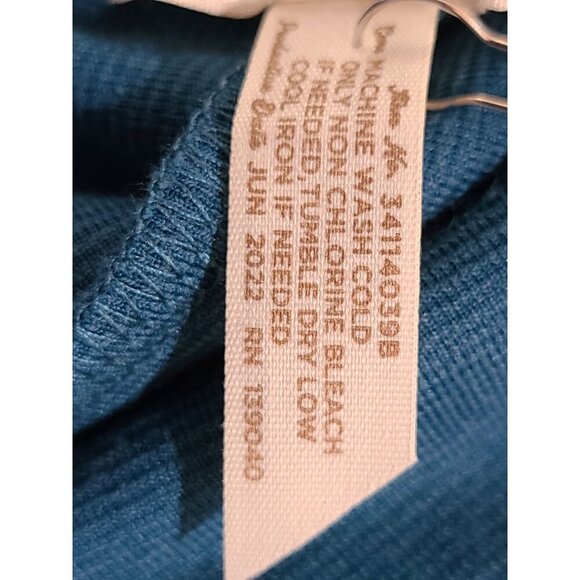 Style No. 34114039B
MACHINE WASH COLD
ONLY NON CHLORINE BLEACH
IF NEEDED, TUMBLE DRY LOW
COOL IRON IF NEEDED
Production Date JUN 2022 RN 139040